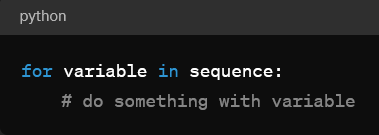 python
for variable in sequence:
    # do something with variable